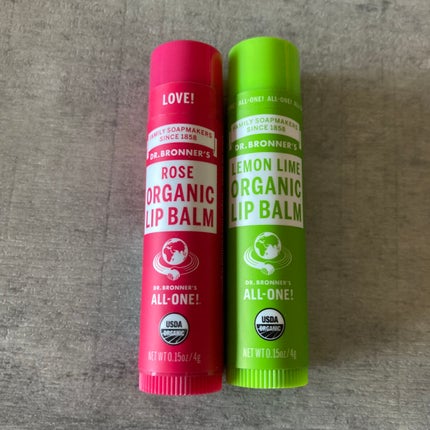 LOVE!
FAMILY SOAPMAKERS
SINCE 1858
DR. BRONNER'S
ROSE
ORGANIC
LIP BALM
DR. BRONNER'S
ALL-ONE!
USDA
ORGANIC
NET WT 0.15oz/4g
ALL-ONE! ALL-ONE!
FAMILY SOAPMAKERS
SINCE 1858
DR. BRONNER'S
LEMON LIME
ORGANIC
LIP BALM
DR. BRONNER'S
ALL-ONE!
USDA
ORGANIC
NET WT 0.15oz/4g